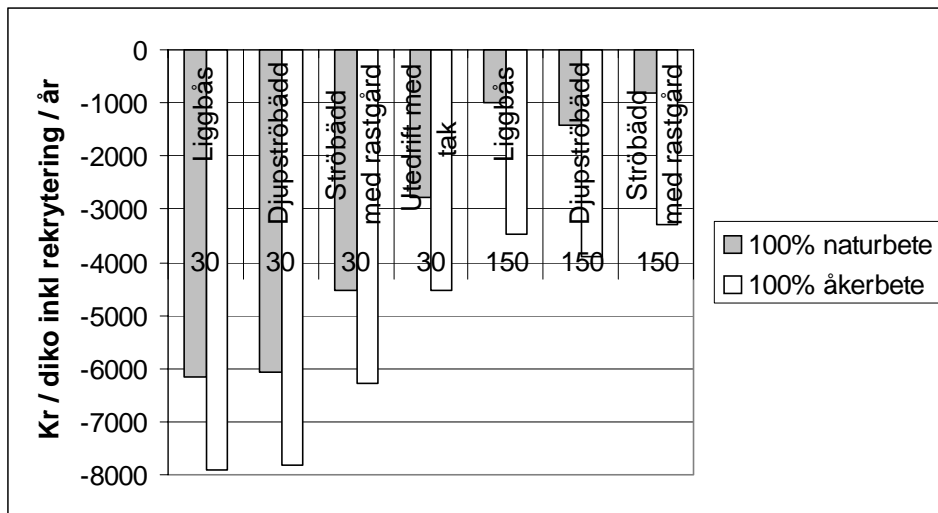 Kr / diko inkl rekrytering / år
0
-1000
-2000
-3000
-4000
-5000
-6000
-7000
-8000
Liggbås
Djupströbädd
Ströbädd
med rastgård
Utedrift med
tak
Liggbås
Djupströbädd
Ströbädd
med rastgård
30
30
30
30
150
150
150
100% naturbete
100% åkerbete